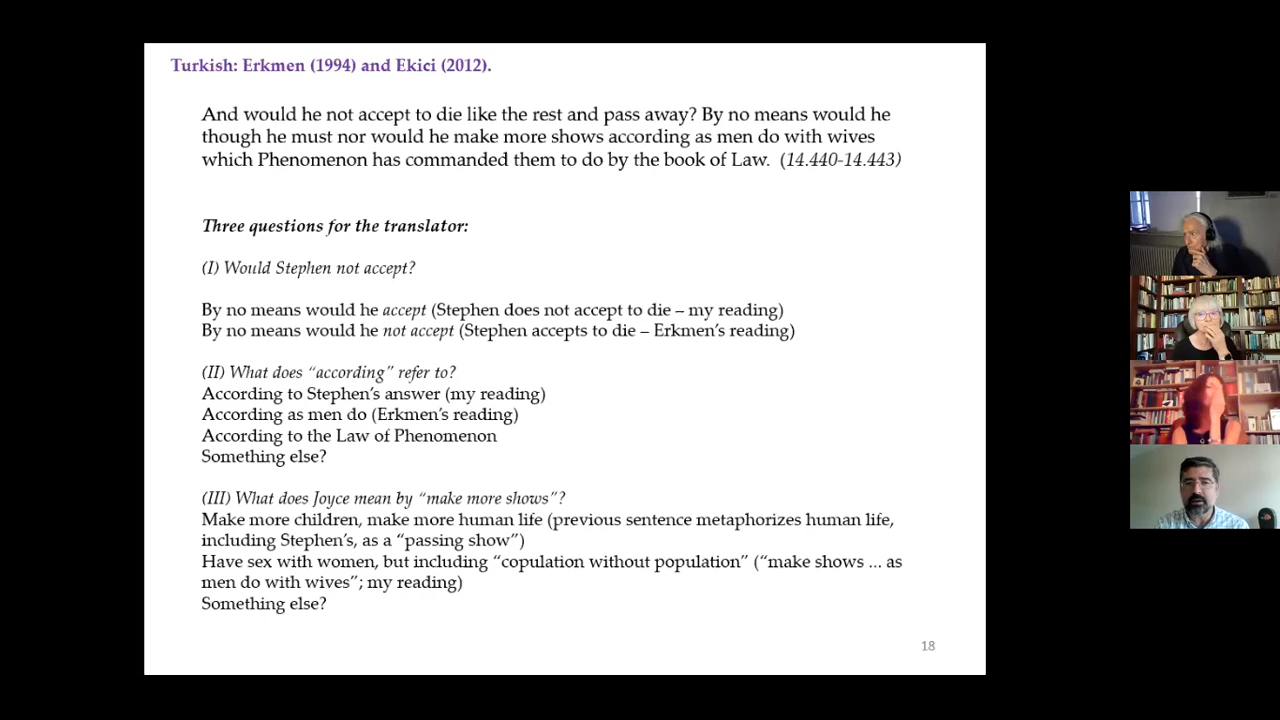 Turkish: Erkmen (1994) and Ekici (2012).
And would he not accept to die like the rest and pass away? By no means would he
though he must nor would he make more shows according as men do with wives
which Phenomenon has commanded them to do by the book of Law. (14.440-14.443)
Three questions for the translator:
(I) Would Stephen not accept?
By no means would he accept (Stephen does not accept to die – my reading)
By no means would he not accept (Stephen accepts to die – Erkmen’s reading)
(II) What does “according” refer to?
According to Stephen’s answer (my reading)
According as men do (Erkmen’s reading)
According to the Law of Phenomenon
Something else?
(III) What does Joyce mean by “make more shows”?
Make more children, make more human life (previous sentence metaphorizes human life,
including Stephen’s, as a “passing show”)
Have sex with women, but including “copulation without population” (“make shows ... as
men do with wives”; my reading)
Something else?
18